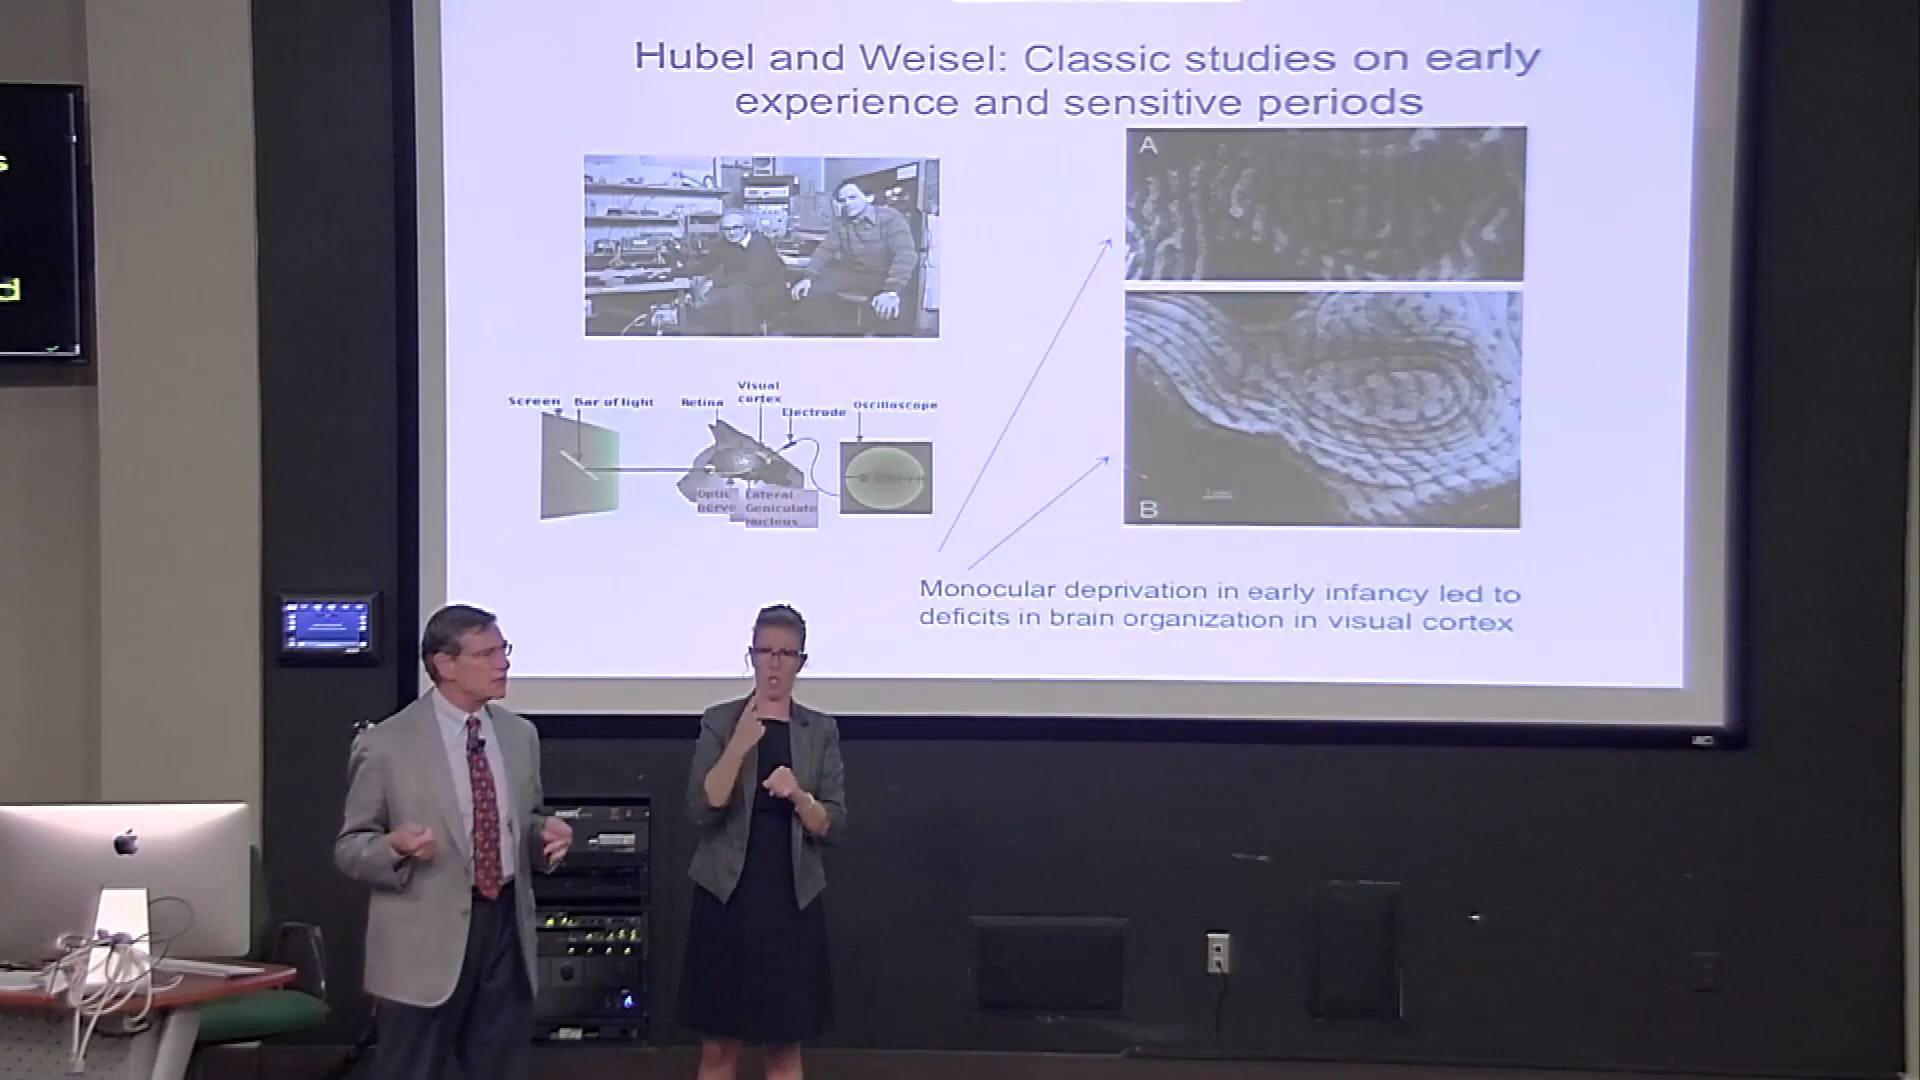 Hubel and Weisel: Classic studies on early
experience and sensitive periods
A
Screen
Bar of light
Retina
Visual
cortex
Electrode
Oscilloscope
Optic
nerve
Lateral
Geniculate
Nucleus
B
Monocular deprivation in early infancy led to
deficits in brain organization in visual cortex
s
d